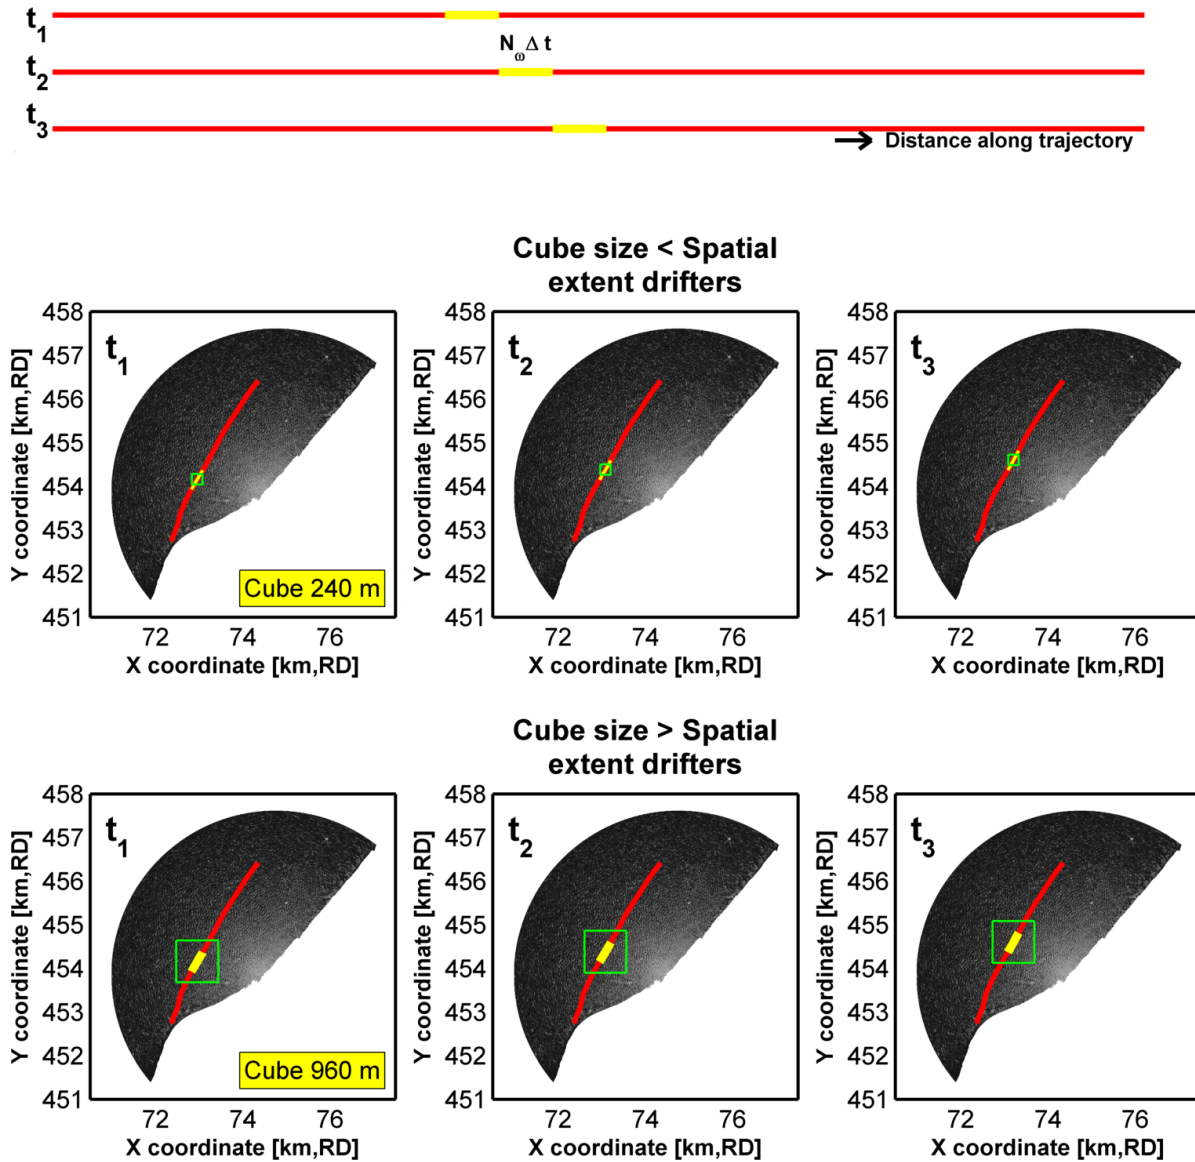 t1
NωΔ t
t2
t3
Distance along trajectory
Cube size < Spatial
extent drifters
458
457
456
455
454
453
452
451
Y coordinate [km,RD]
t1
Cube 240 m
72 74 76
X coordinate [km,RD]
458
457
456
455
454
453
452
451
Y coordinate [km,RD]
t2
72 74 76
X coordinate [km,RD]
458
457
456
455
454
453
452
451
Y coordinate [km,RD]
t3
72 74 76
X coordinate [km,RD]
Cube size > Spatial
extent drifters
458
457
456
455
454
453
452
451
Y coordinate [km,RD]
t1
Cube 960 m
72 74 76
X coordinate [km,RD]
458
457
456
455
454
453
452
451
Y coordinate [km,RD]
t2
72 74 76
X coordinate [km,RD]
458
457
456
455
454
453
452
451
Y coordinate [km,RD]
t3
72 74 76
X coordinate [km,RD]